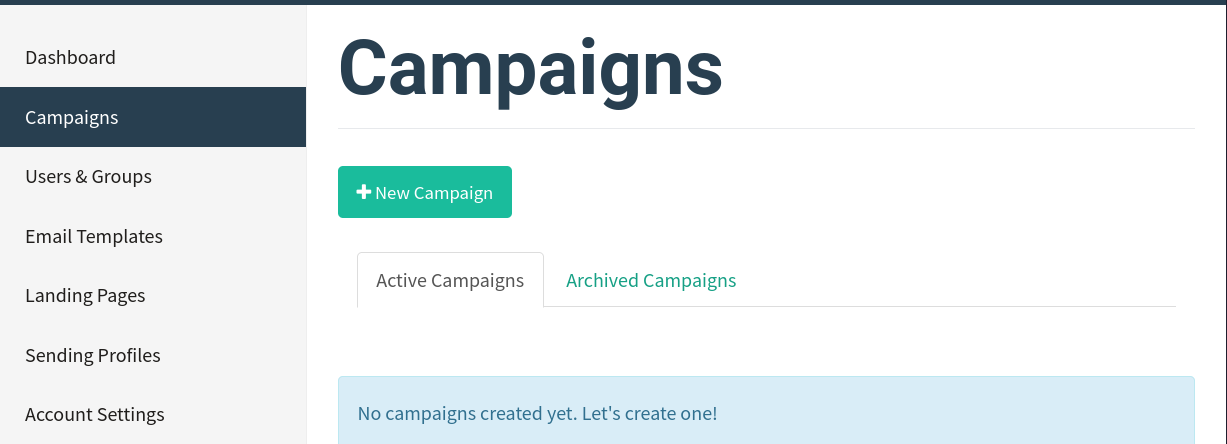 Dashboard
Campaigns
Users & Groups
Email Templates
Landing Pages
Sending Profiles
Account Settings
Campaigns
New Campaign
Active Campaigns
Archived Campaigns
No campaigns created yet. Let's create one!